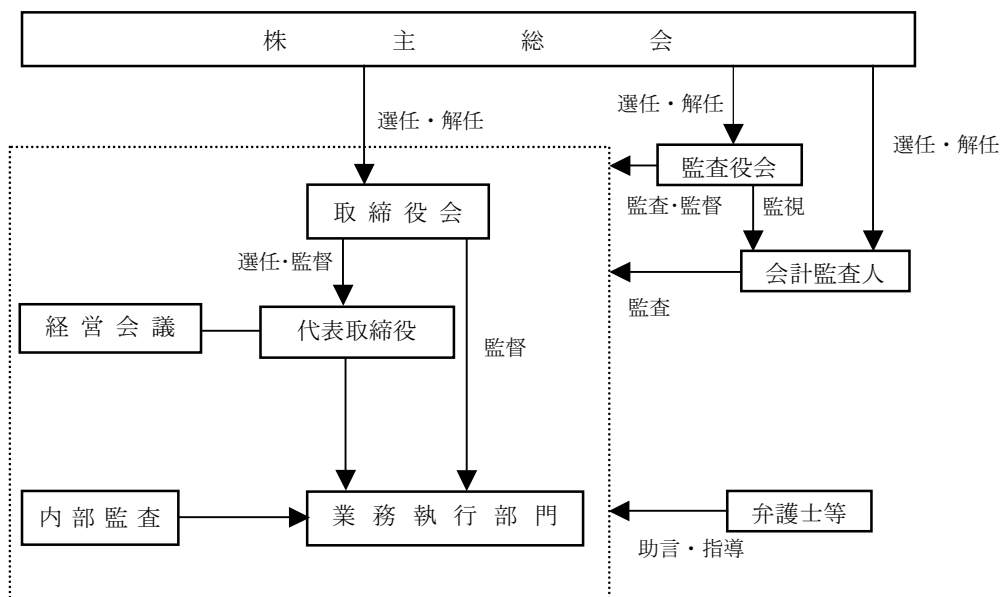 株主総会
選任・解任
選任・解任
選任・解任
監査役会
監査・監督
監視
取締役会
選任・監督
会計監査人
監査
経営会議
代表取締役
監督
内部監査
業務執行部門
弁護士等
助言・指導